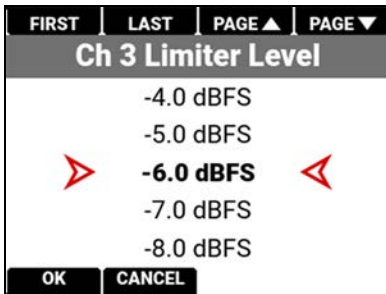 FIRST LAST PAGE▲ PAGE▼
Ch 3 Limiter Level
-4.0 dBFS
-5.0 dBFS
-6.0 dBFS
-7.0 dBFS
-8.0 dBFS
OK CANCEL